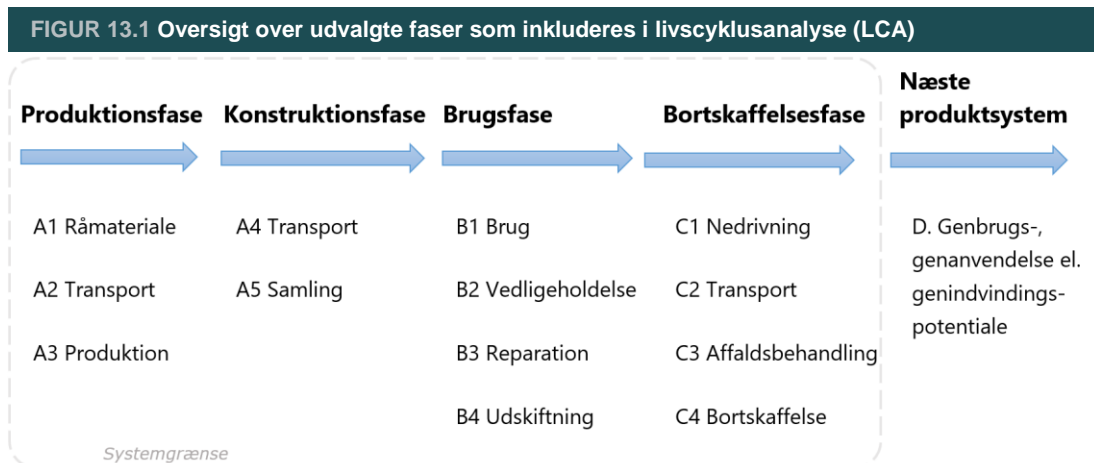 FIGUR 13.1 Oversigt over udvalgte faser som inkluderes i livscyklusanalyse (LCA)
Produktionsfase
A1 Råmateriale
A2 Transport
A3 Produktion
Konstruktionsfase
A4 Transport
A5 Samling
Brugsfase
B1 Brug
B2 Vedligeholdelse
B3 Reparation
B4 Udskiftning
Bortskaffelsesfase
C1 Nedrivning
C2 Transport
C3 Affaldsbehandling
C4 Bortskaffelse
Næste
produktsystem
D. Genbrugs-,
genanvendelse el.
genindvindings-
potentiale
Systemgrænse